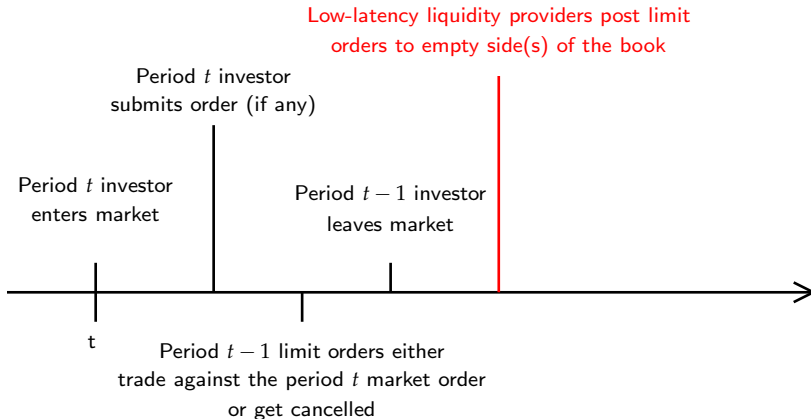 Low-latency liquidity providers post limit
orders to empty side(s) of the book
Period t investor
submits order (if any)
Period t investor
enters market
Period t − 1 investor
leaves market
t
Period t − 1 limit orders either
trade against the period t market order
or get cancelled